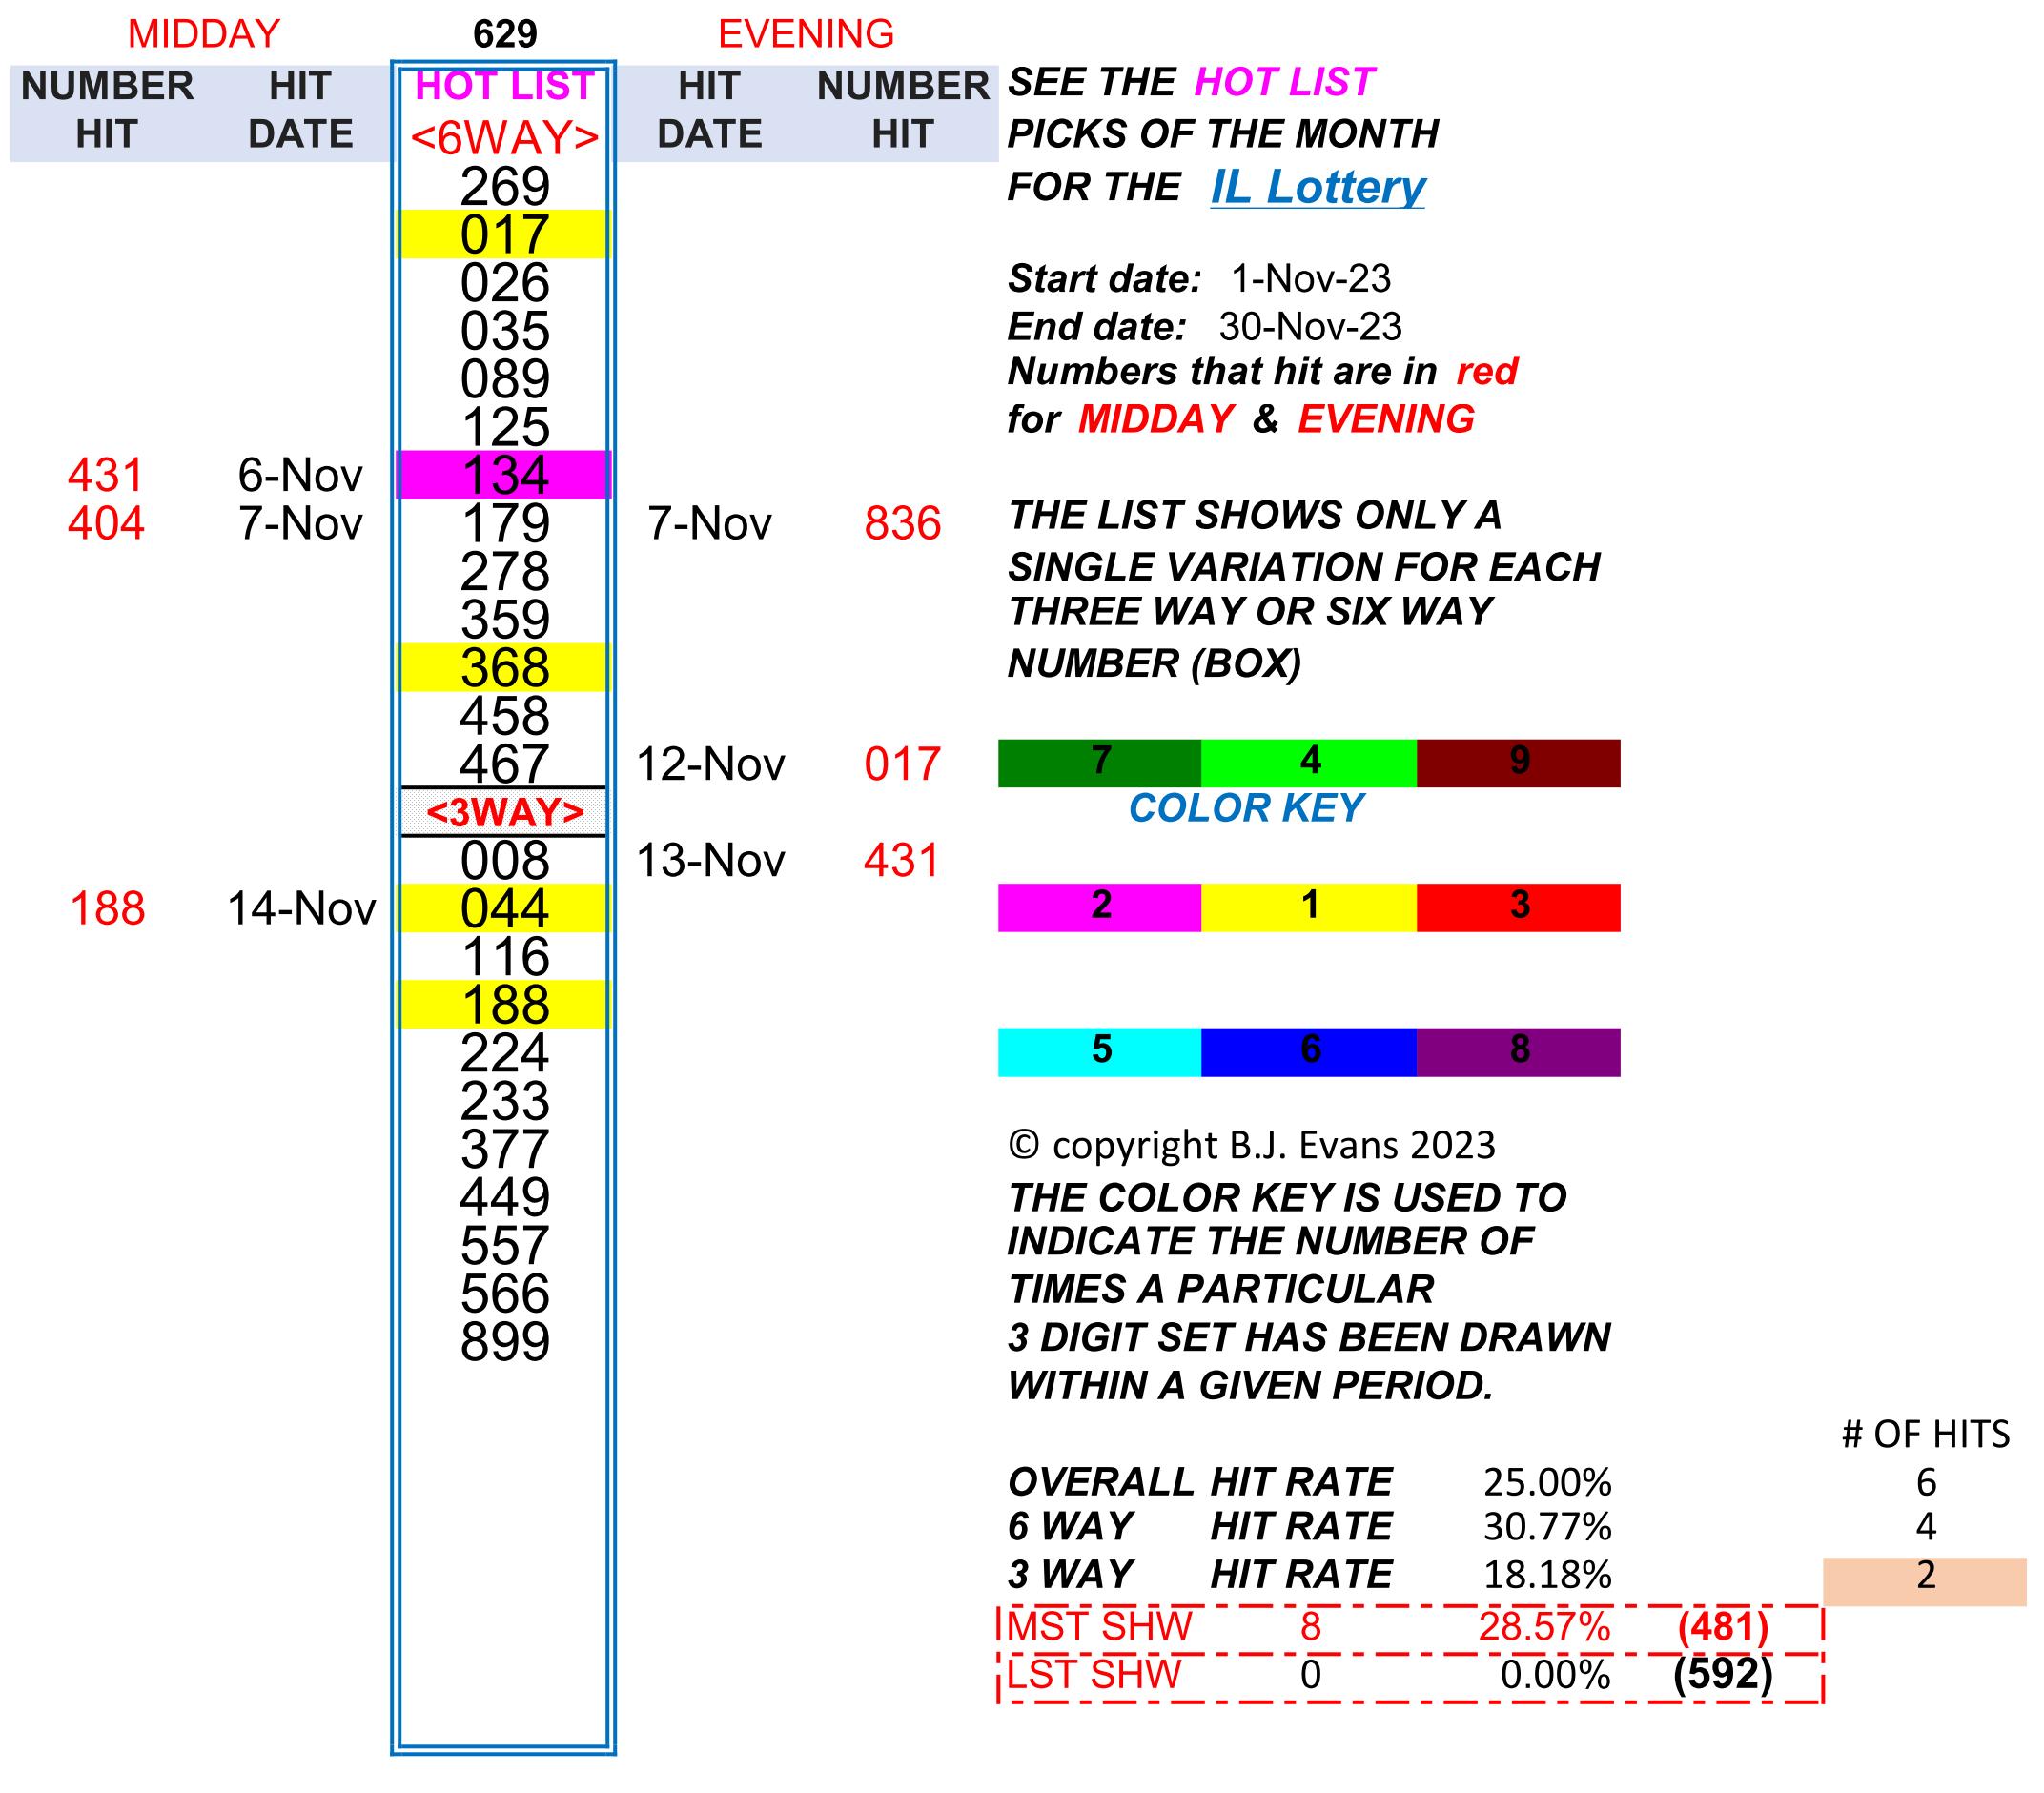 MIDDAY 629 EVENING
NUMBER HIT HOT LIST HIT NUMBER SEE THE HOT LIST
HIT DATE <6WAY> DATE HIT PICKS OF THE MONTH
269 FOR THE IL Lottery
017
026 Start date: 1-Nov-23
035 End date: 30-Nov-23
089 Numbers that hit are in red
125 for MIDDAY & EVENING
431 6-Nov 134
404 7-Nov 179 7-Nov 836 THE LIST SHOWS ONLY A
278 SINGLE VARIATION FOR EACH
359 THREE WAY OR SIX WAY
368 NUMBER (BOX)
458
467 12-Nov 017 7 4 9
<3WAY> COLOR KEY
008 13-Nov 431
188 14-Nov 044 2 1 3
116
188
224 5 6 8
233
377 © copyright B.J. Evans 2023
449 THE COLOR KEY IS USED TO
557 INDICATE THE NUMBER OF
566 TIMES A PARTICULAR
899 3 DIGIT SET HAS BEEN DRAWN
WITHIN A GIVEN PERIOD.
# OF HITS
OVERALL HIT RATE 25.00% 6
6 WAY HIT RATE 30.77% 4
3 WAY HIT RATE 18.18% 2
MST SHW 8 28.57% (481)
LST SHW 0 0.00% (592)